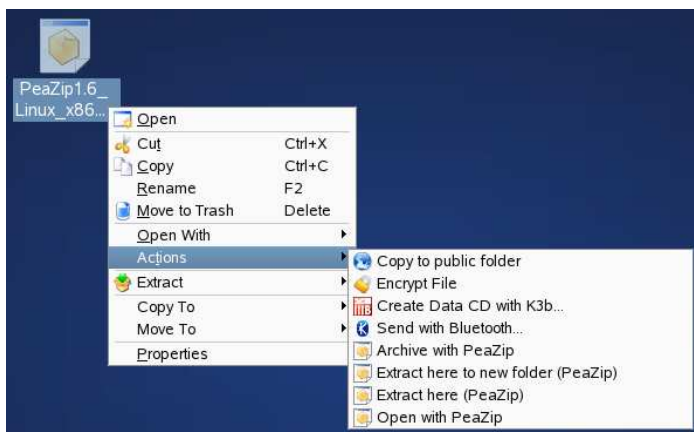 PeaZip1.6_
Linux_x86...
Open
Cut Ctrl+X
Copy Ctrl+C
Rename F2
Move to Trash Delete
Open With
Actions
Extract
Copy To
Move To
Properties
Copy to public folder
Encrypt File
Create Data CD with K3b...
Send with Bluetooth...
Archive with PeaZip
Extract here to new folder (PeaZip)
Extract here (PeaZip)
Open with PeaZip